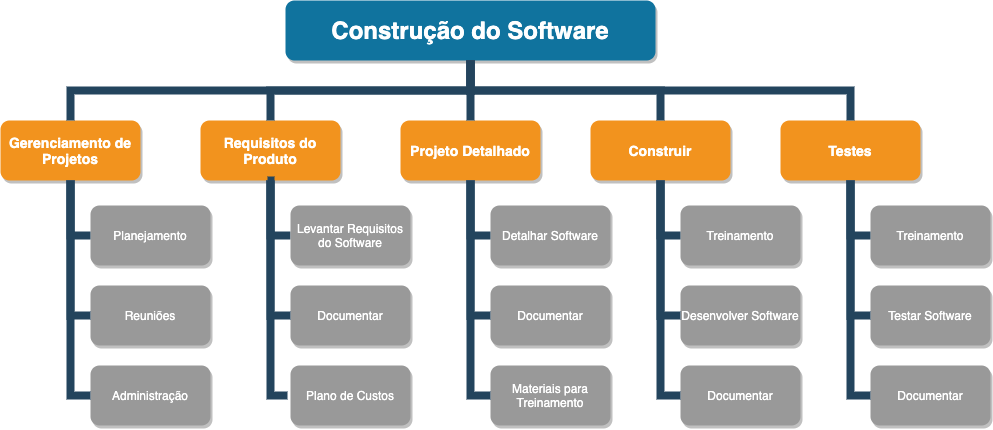 Construção do Software
Gerenciamento de
Projetos
Requisitos do
Produto
Projeto Detalhado
Construir
Testes
Planejamento
Levantar Requisitos
do Software
Detalhar Software
Treinamento
Treinamento
Reuniões
Documentar
Documentar
Desenvolver Software
Testar Software
Administração
Plano de Custos
Materiais para
Treinamento
Documentar
Documentar